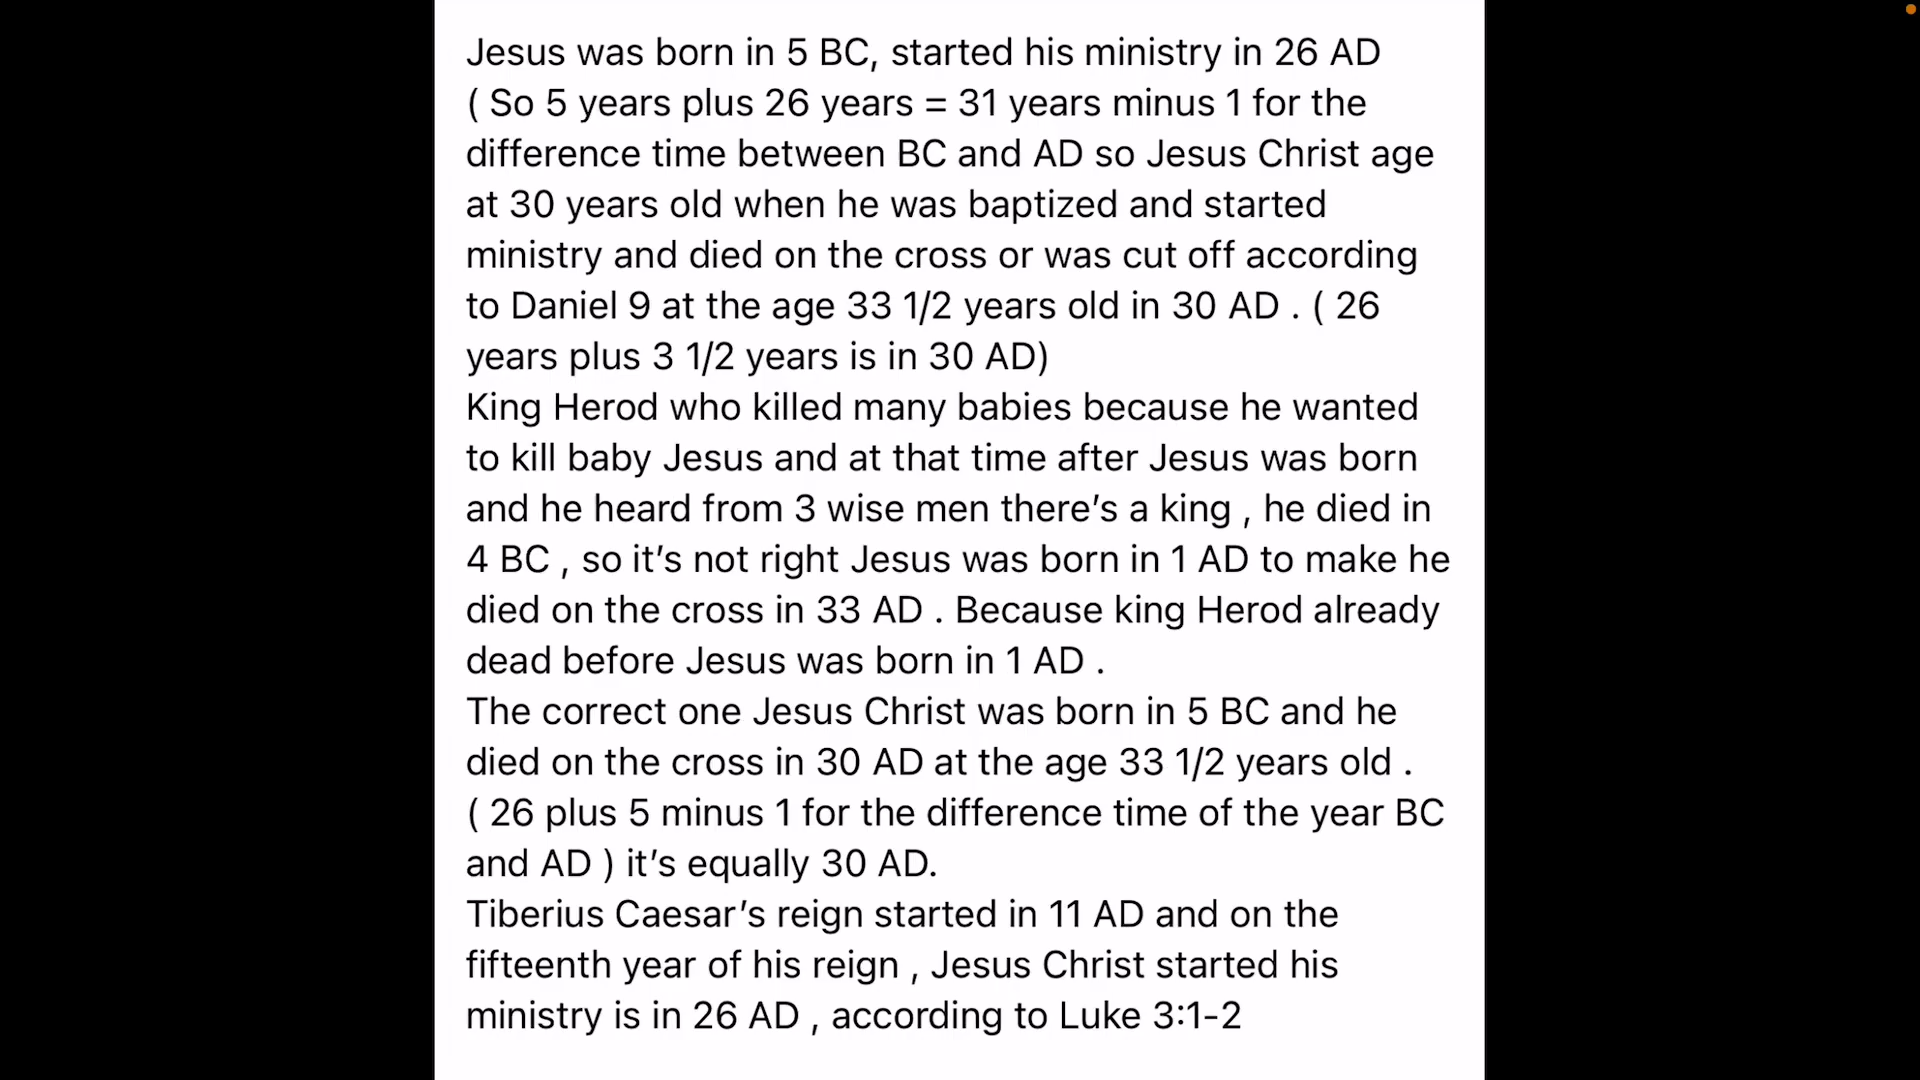 Jesus was born in 5 BC, started his ministry in 26 AD
( So 5 years plus 26 years = 31 years minus 1 for the
difference time between BC and AD so Jesus Christ age
at 30 years old when he was baptized and started
ministry and died on the cross or was cut off according
to Daniel 9 at the age 33 1/2 years old in 30 AD . ( 26
years plus 3 1/2 years is in 30 AD)
King Herod who killed many babies because he wanted
to kill baby Jesus and at that time after Jesus was born
and he heard from 3 wise men there’s a king , he died in
4 BC , so it’s not right Jesus was born in 1 AD to make he
died on the cross in 33 AD . Because king Herod already
dead before Jesus was born in 1 AD .
The correct one Jesus Christ was born in 5 BC and he
died on the cross in 30 AD at the age 33 1/2 years old .
( 26 plus 5 minus 1 for the difference time of the year BC
and AD ) it’s equally 30 AD.
Tiberius Caesar’s reign started in 11 AD and on the
fifteenth year of his reign , Jesus Christ started his
ministry is in 26 AD , according to Luke 3:1-2